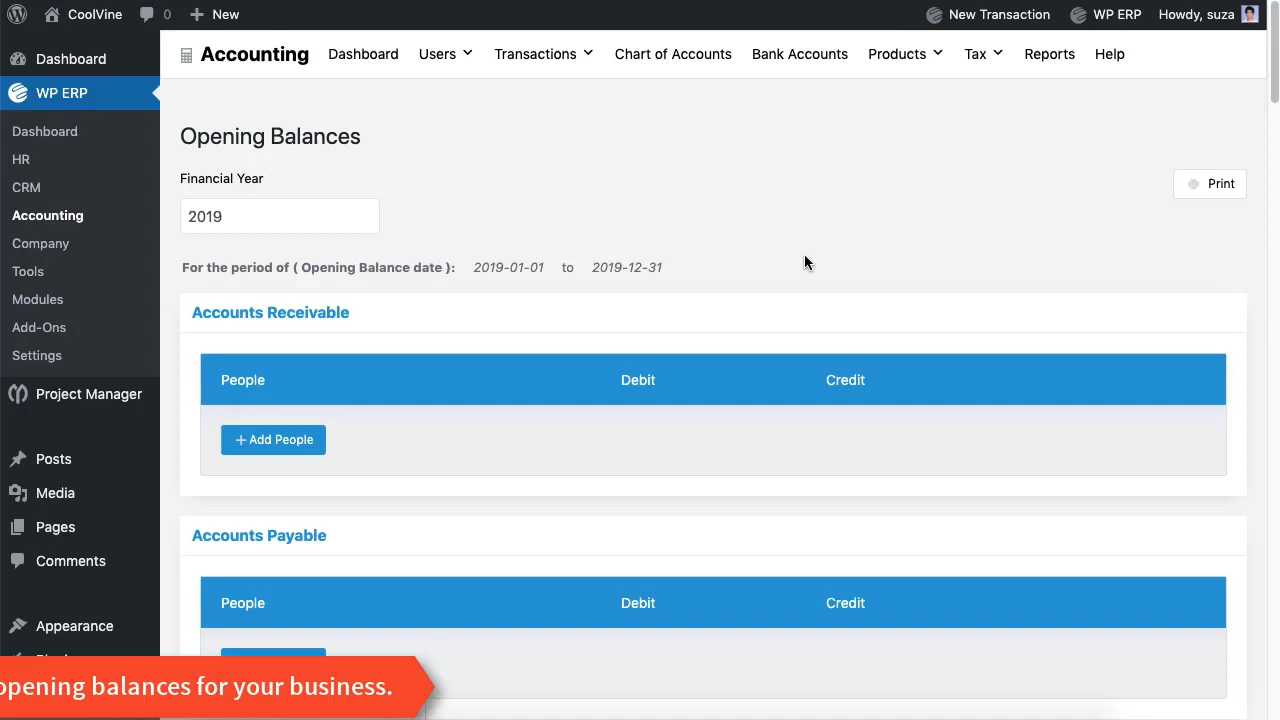 CoolVine 0 New New Transaction WP ERP Howdy, suza
Dashboard
WP ERP
Dashboard
HR
CRM
Accounting
Company
Tools
Modules
Add-Ons
Settings
Project Manager
Posts
Media
Pages
Comments
Appearance
Accounting Dashboard Users Transactions Chart of Accounts Bank Accounts Products Tax Reports Help
Opening Balances
Financial Year
Print
2019
For the period of ( Opening Balance date ): 2019-01-01 to 2019-12-31
Accounts Receivable
People Debit Credit
+ Add People
Accounts Payable
People Debit Credit
opening balances for your business.